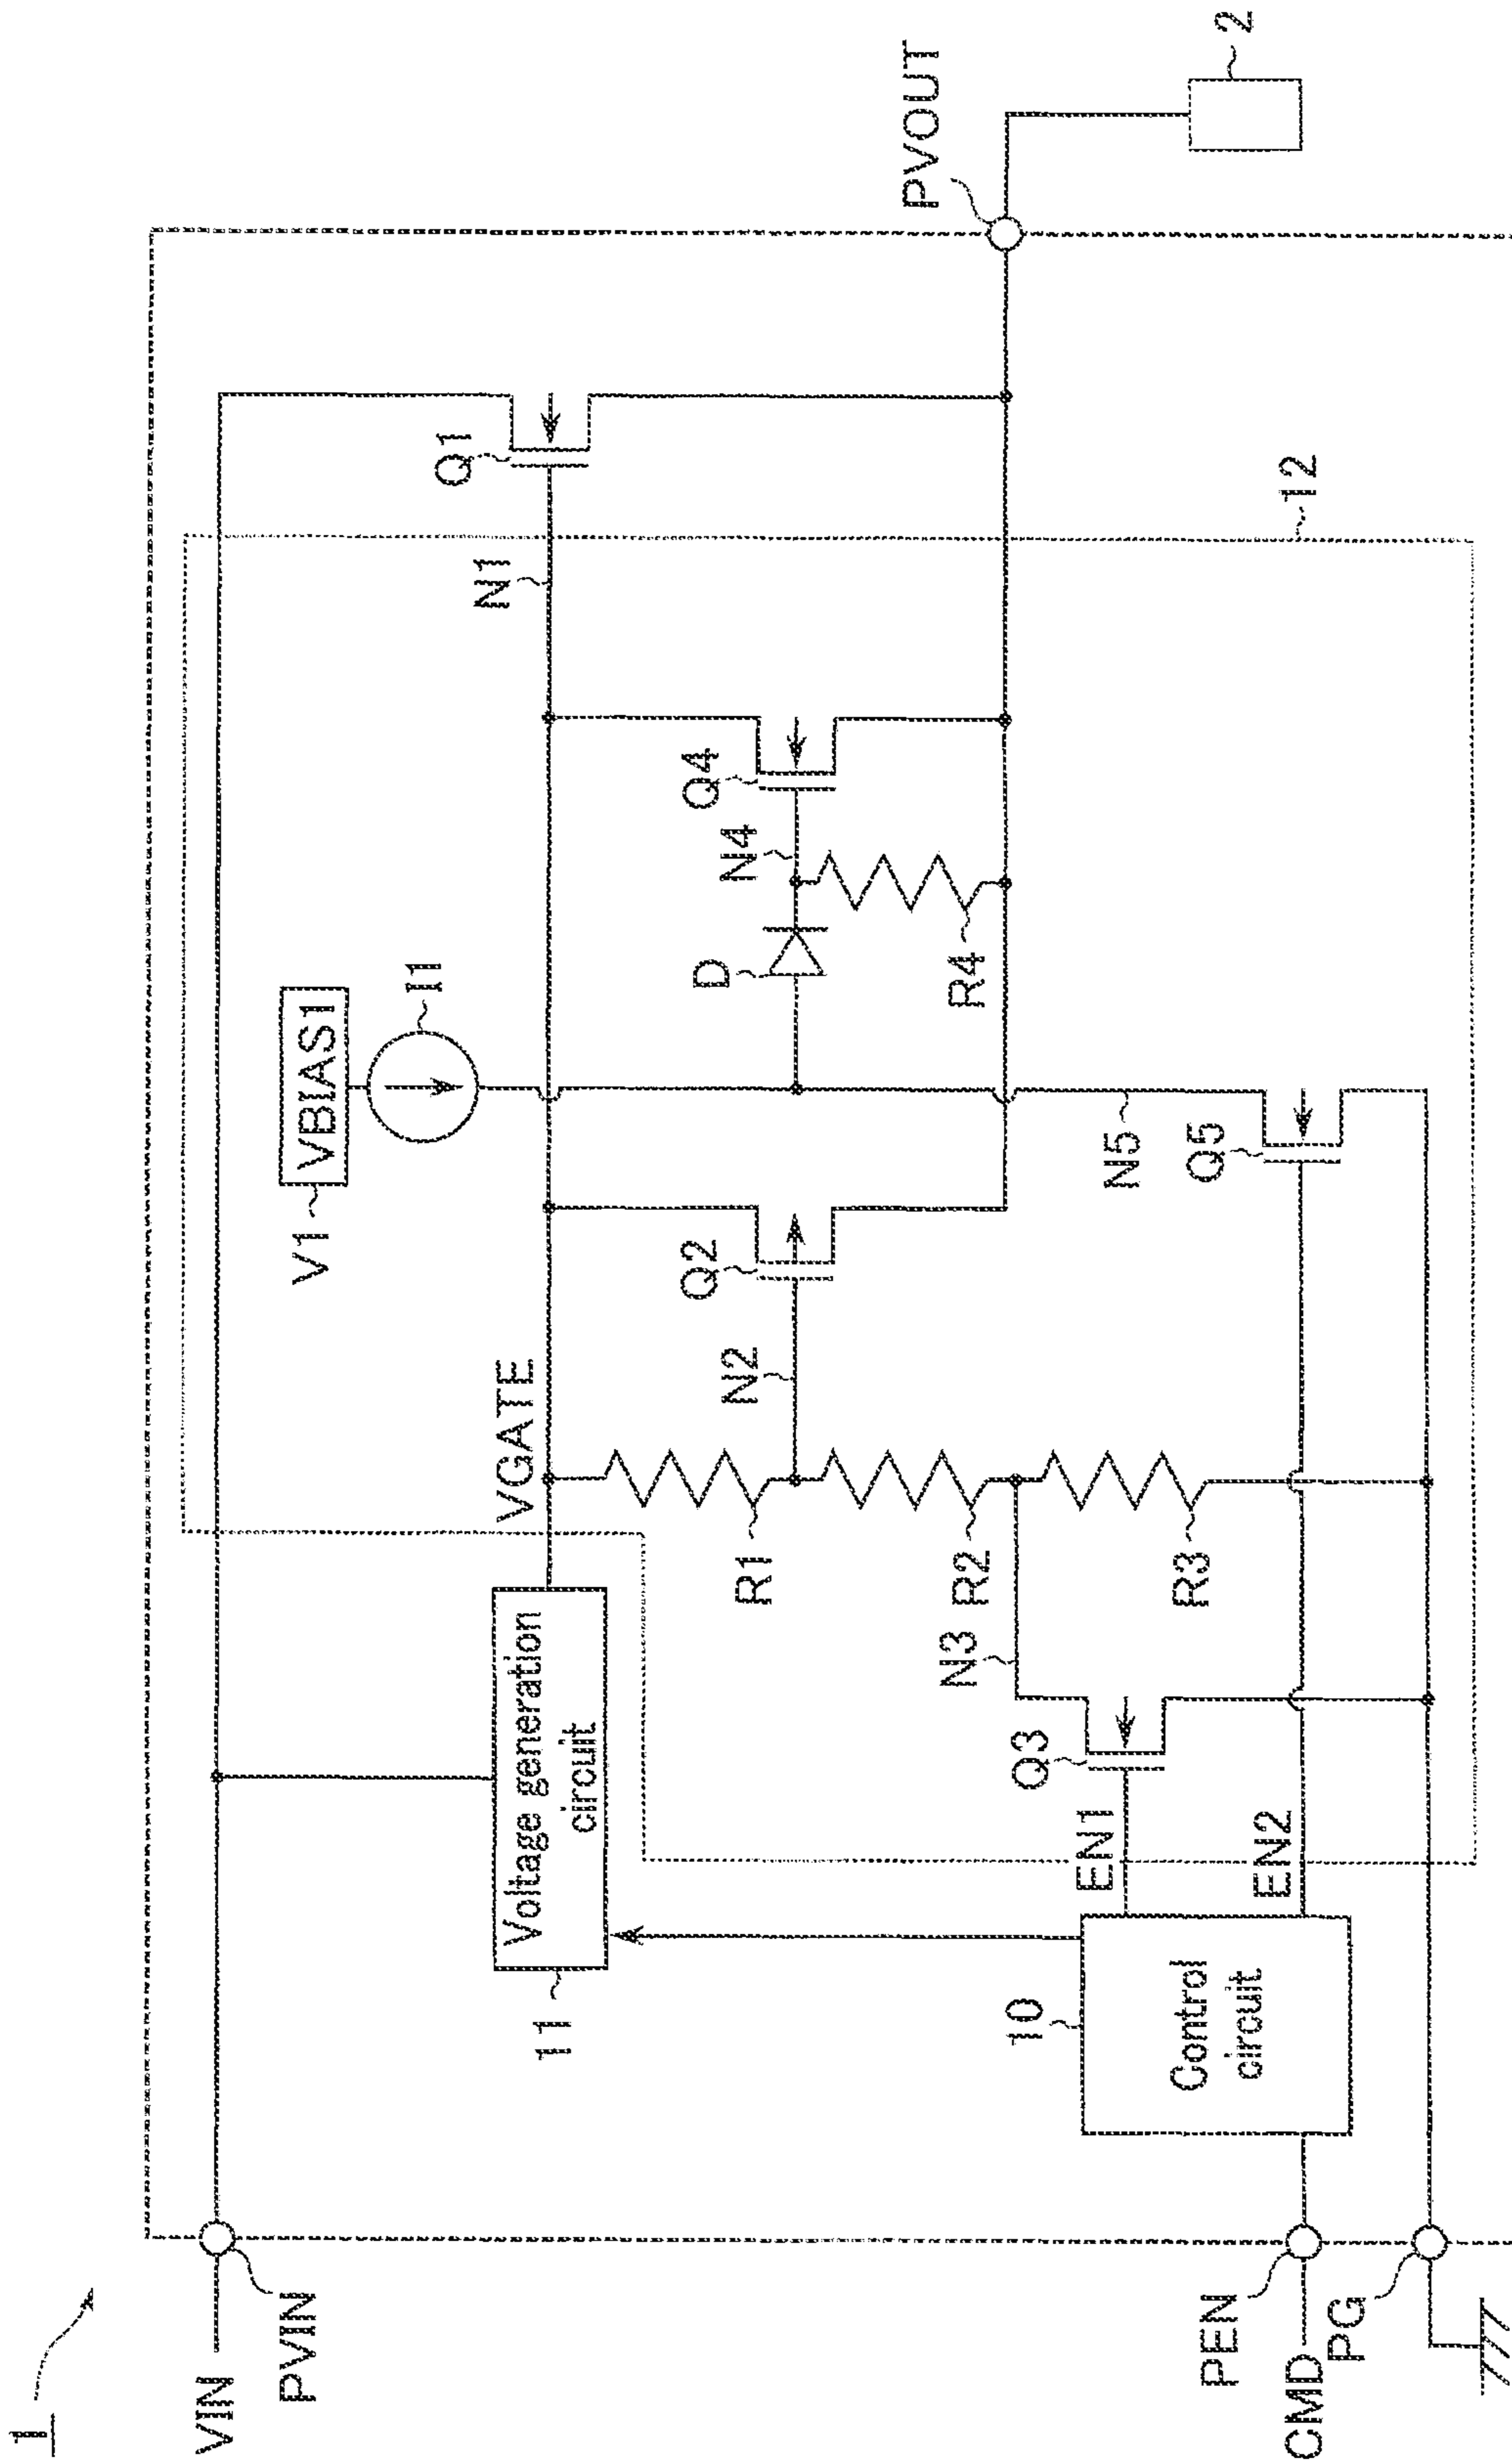 1
VIN
PVIN
VGATE
V1
VBIAS1
I1
N1
Q1
PVOUT
2
11
Voltage generation
circuit
R1
N2
Q2
D
N4
Q4
R4
N3
R2
Q3
R3
N5
Q5
12
10
Control
circuit
EN1
EN2
PEN
CMD
PG